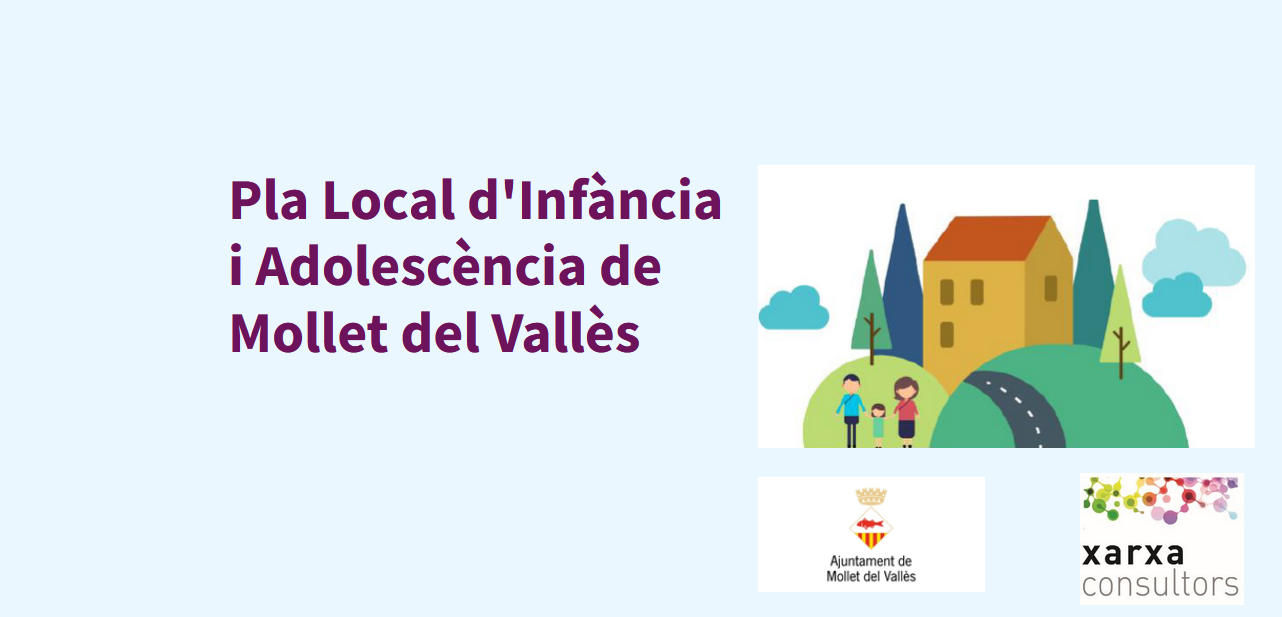 Pla Local d'Infància
i Adolescència de
Mollet del Vallès
Ajuntament de
Mollet del Vallès
xarxa
consultors